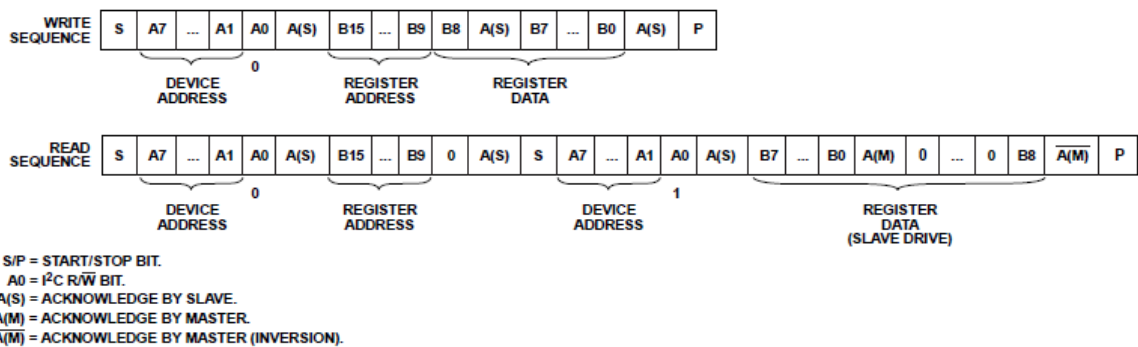 WRITE SEQUENCE S A7 ... A1 A0 A(S) B15 ... B9 B8 A(S) B7 ... B0 A(S) P
0
DEVICE ADDRESS REGISTER ADDRESS REGISTER DATA
READ SEQUENCE S A7 ... A1 A0 A(S) B15 ... B9 0 A(S) S A7 ... A1 A0 A(S) B7 ... B0 A(M) 0 ... 0 B8 A̅(̅M̅)̅ P
0 1
DEVICE ADDRESS REGISTER ADDRESS DEVICE ADDRESS REGISTER DATA (SLAVE DRIVE)
S/P = START/STOP BIT.
A0 = I²C R/W̅ BIT.
A(S) = ACKNOWLEDGE BY SLAVE.
A(M) = ACKNOWLEDGE BY MASTER.
A̅(̅M̅)̅ = ACKNOWLEDGE BY MASTER (INVERSION).